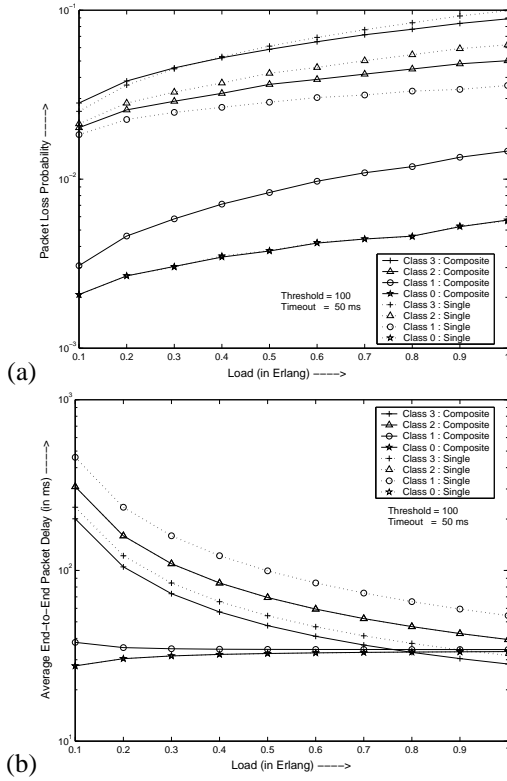 10^−1
10^−2
10^−3
Packet Loss Probability −−−−>
Threshold = 100
Timeout = 50 ms
Class 3 : Composite
Class 2 : Composite
Class 1 : Composite
Class 0 : Composite
Class 3 : Single
Class 2 : Single
Class 1 : Single
Class 0 : Single
0.1 0.2 0.3 0.4 0.5 0.6 0.7 0.8 0.9 1
Load (in Erlang) −−−−>
(a)
10^3
10^2
10^1
Average End−to−End Packet Delay (in ms) −−−−>
Class 3 : Composite
Class 2 : Composite
Class 1 : Composite
Class 0 : Composite
Class 3 : Single
Class 2 : Single
Class 1 : Single
Class 0 : Single
Threshold = 100
Timeout = 50 ms
0.1 0.2 0.3 0.4 0.5 0.6 0.7 0.8 0.9 1
Load (in Erlang) −−−−>
(b)